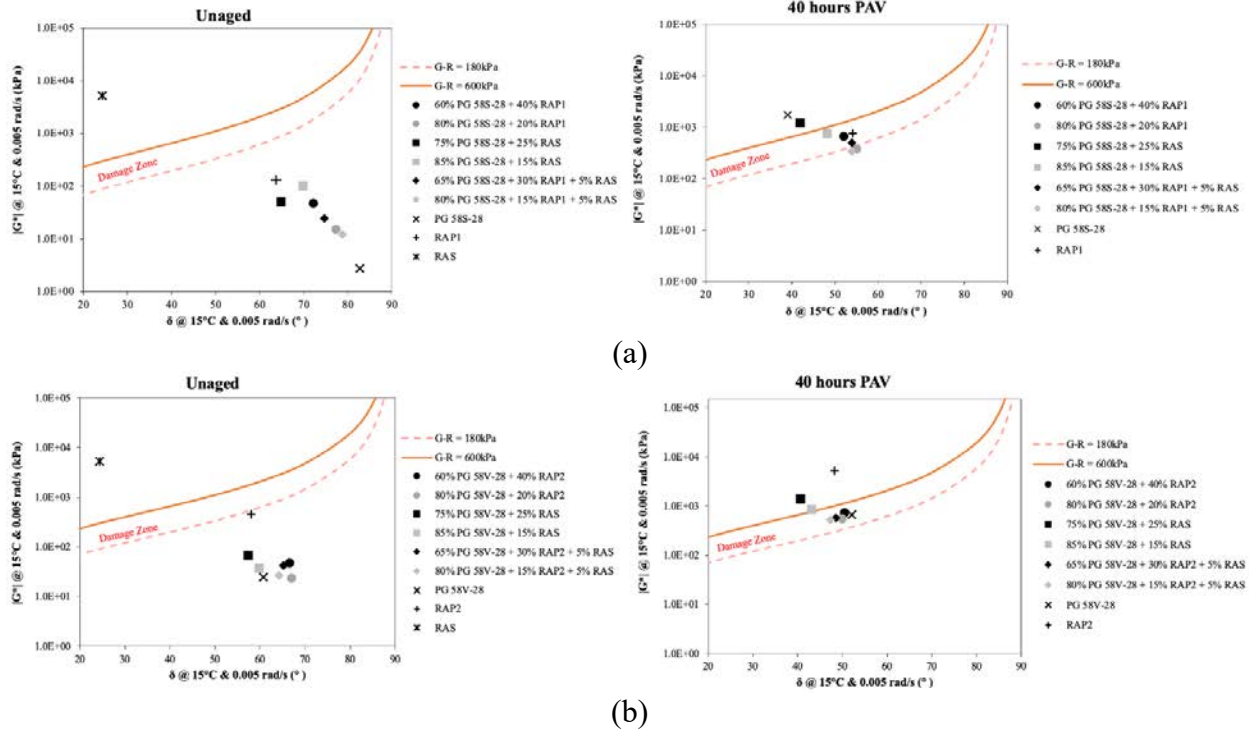 Unaged
1.0E+05
1.0E+04
1.0E+03
1.0E+02
1.0E+01
1.0E+00
|G*| @ 15°C & 0.005 rad/s (kPa)
Damage Zone
20 30 40 50 60 70 80 90
δ @ 15°C & 0.005 rad/s (° )
G-R = 180kPa
G-R = 600kPa
60% PG 58S-28 + 40% RAP1
80% PG 58S-28 + 20% RAP1
75% PG 58S-28 + 25% RAS
85% PG 58S-28 + 15% RAS
65% PG 58S-28 + 30% RAP1 + 5% RAS
80% PG 58S-28 + 15% RAP1 + 5% RAS
PG 58S-28
RAP1
RAS
40 hours PAV
1.0E+05
1.0E+04
1.0E+03
1.0E+02
1.0E+01
1.0E+00
|G*| @ 15°C & 0.005 rad/s (kPa)
Damage Zone
20 30 40 50 60 70 80 90
δ @ 15°C & 0.005 rad/s (° )
G-R = 180kPa
G-R = 600kPa
60% PG 58S-28 + 40% RAP1
80% PG 58S-28 + 20% RAP1
75% PG 58S-28 + 25% RAS
85% PG 58S-28 + 15% RAS
65% PG 58S-28 + 30% RAP1 + 5% RAS
80% PG 58S-28 + 15% RAP1 + 5% RAS
PG 58S-28
RAP1
(a)
Unaged
1.0E+05
1.0E+04
1.0E+03
1.0E+02
1.0E+01
1.0E+00
|G*| @ 15°C & 0.005 rad/s (kPa)
Damage Zone
20 30 40 50 60 70 80 90
δ @ 15°C & 0.005 rad/s (° )
G-R = 180kPa
G-R = 600kPa
60% PG 58V-28 + 40% RAP2
80% PG 58V-28 + 20% RAP2
75% PG 58V-28 + 25% RAS
85% PG 58V-28 + 15% RAS
65% PG 58V-28 + 30% RAP2 + 5% RAS
80% PG 58V-28 + 15% RAP2 + 5% RAS
PG 58V-28
RAP2
RAS
40 hours PAV
1.0E+05
1.0E+04
1.0E+03
1.0E+02
1.0E+01
1.0E+00
|G*| @ 15°C & 0.005 rad/s (kPa)
Damage Zone
20 30 40 50 60 70 80 90
δ @ 15°C & 0.005 rad/s (° )
G-R = 180kPa
G-R = 600kPa
60% PG 58V-28 + 40% RAP2
80% PG 58V-28 + 20% RAP2
75% PG 58V-28 + 25% RAS
85% PG 58V-28 + 15% RAS
65% PG 58V-28 + 30% RAP2 + 5% RAS
80% PG 58V-28 + 15% RAP2 + 5% RAS
PG 58V-28
RAP2
(b)